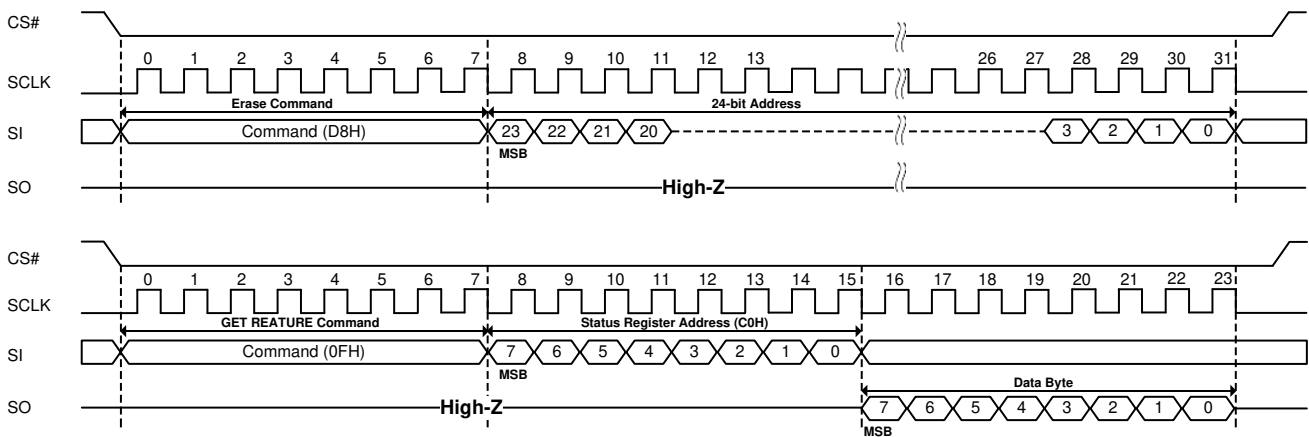 CS#
0 1 2 3 4 5 6 7 8 9 10 11 12 13 26 27 28 29 30 31
SCLK
Erase Command 24-bit Address
SI Command (D8H) 23 22 21 20 3 2 1 0
MSB
SO High-Z
CS#
0 1 2 3 4 5 6 7 8 9 10 11 12 13 14 15 16 17 18 19 20 21 22 23
SCLK
GET REATURE Command Status Register Address (C0H)
SI Command (0FH) 7 6 5 4 3 2 1 0
MSB Data Byte
SO High-Z 7 6 5 4 3 2 1 0
MSB